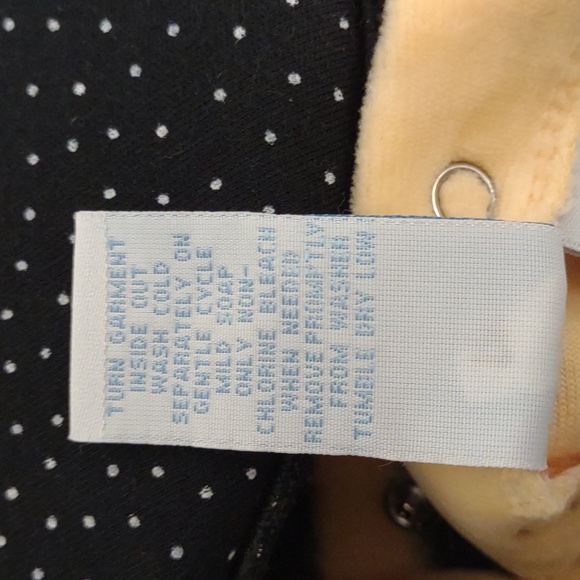 TURN GARMENT
INSIDE OUT
WASH COLD
SEPARATELY ON
GENTLE CYCLE
MILD SOAP
ONLY NON-
CHLORINE BLEACH
WHEN NEEDED
REMOVE PROMPTLY
FROM WASHER
TUMBLE DRY LOW